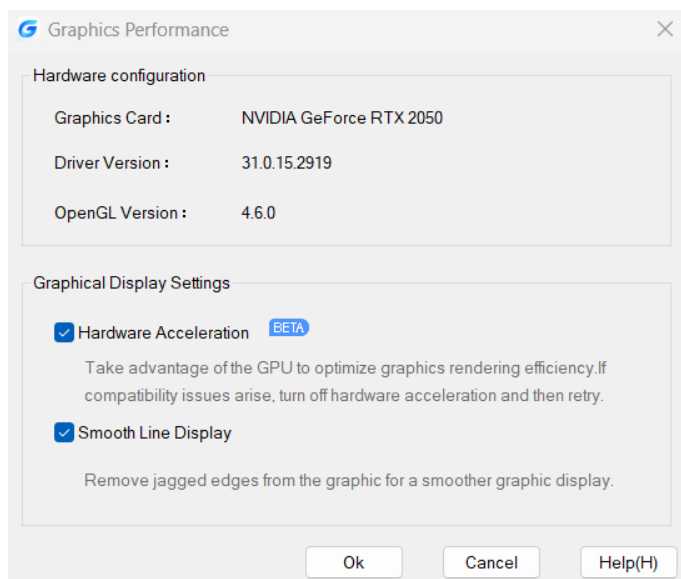 Graphics Performance
Hardware configuration
Graphics Card : NVIDIA GeForce RTX 2050
Driver Version : 31.0.15.2919
OpenGL Version : 4.6.0
Graphical Display Settings
Hardware Acceleration BETA
Take advantage of the GPU to optimize graphics rendering efficiency.If
compatibility issues arise, turn off hardware acceleration and then retry.
Smooth Line Display
Remove jagged edges from the graphic for a smoother graphic display.
Ok Cancel Help(H)